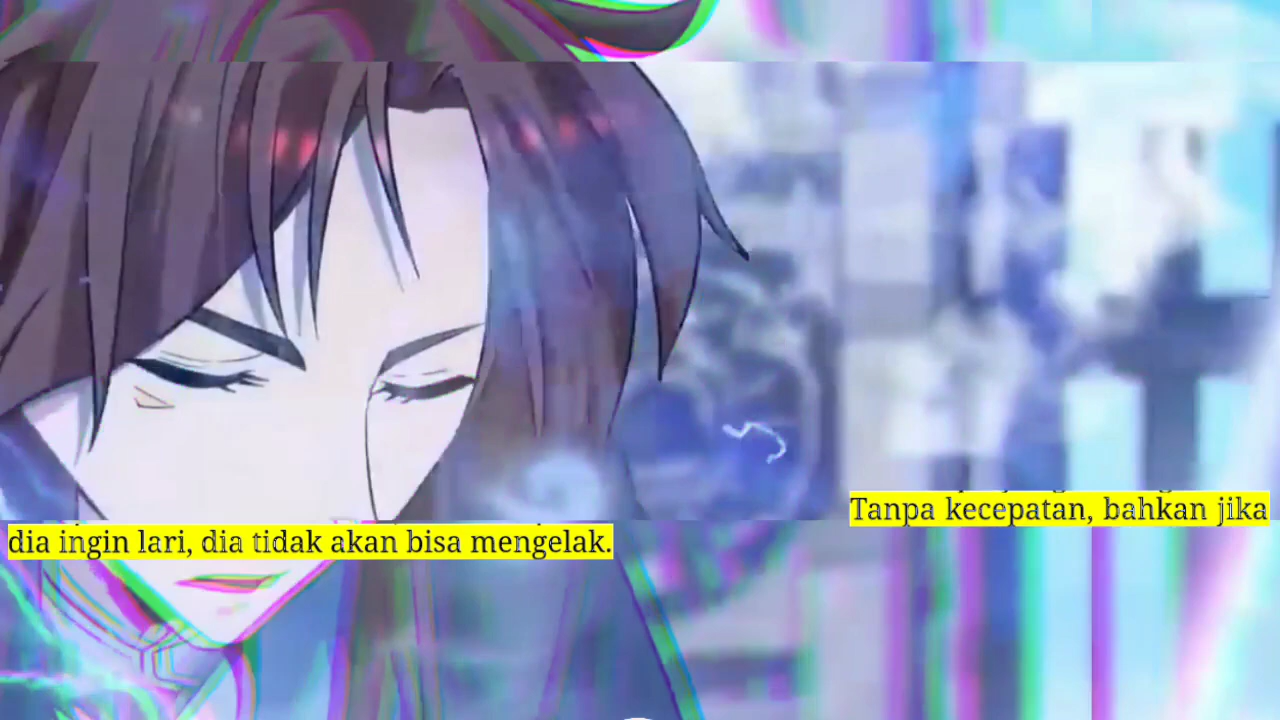 Tanpa kecepatan, bahkan jika
dia ingin lari, dia tidak akan bisa mengelak.